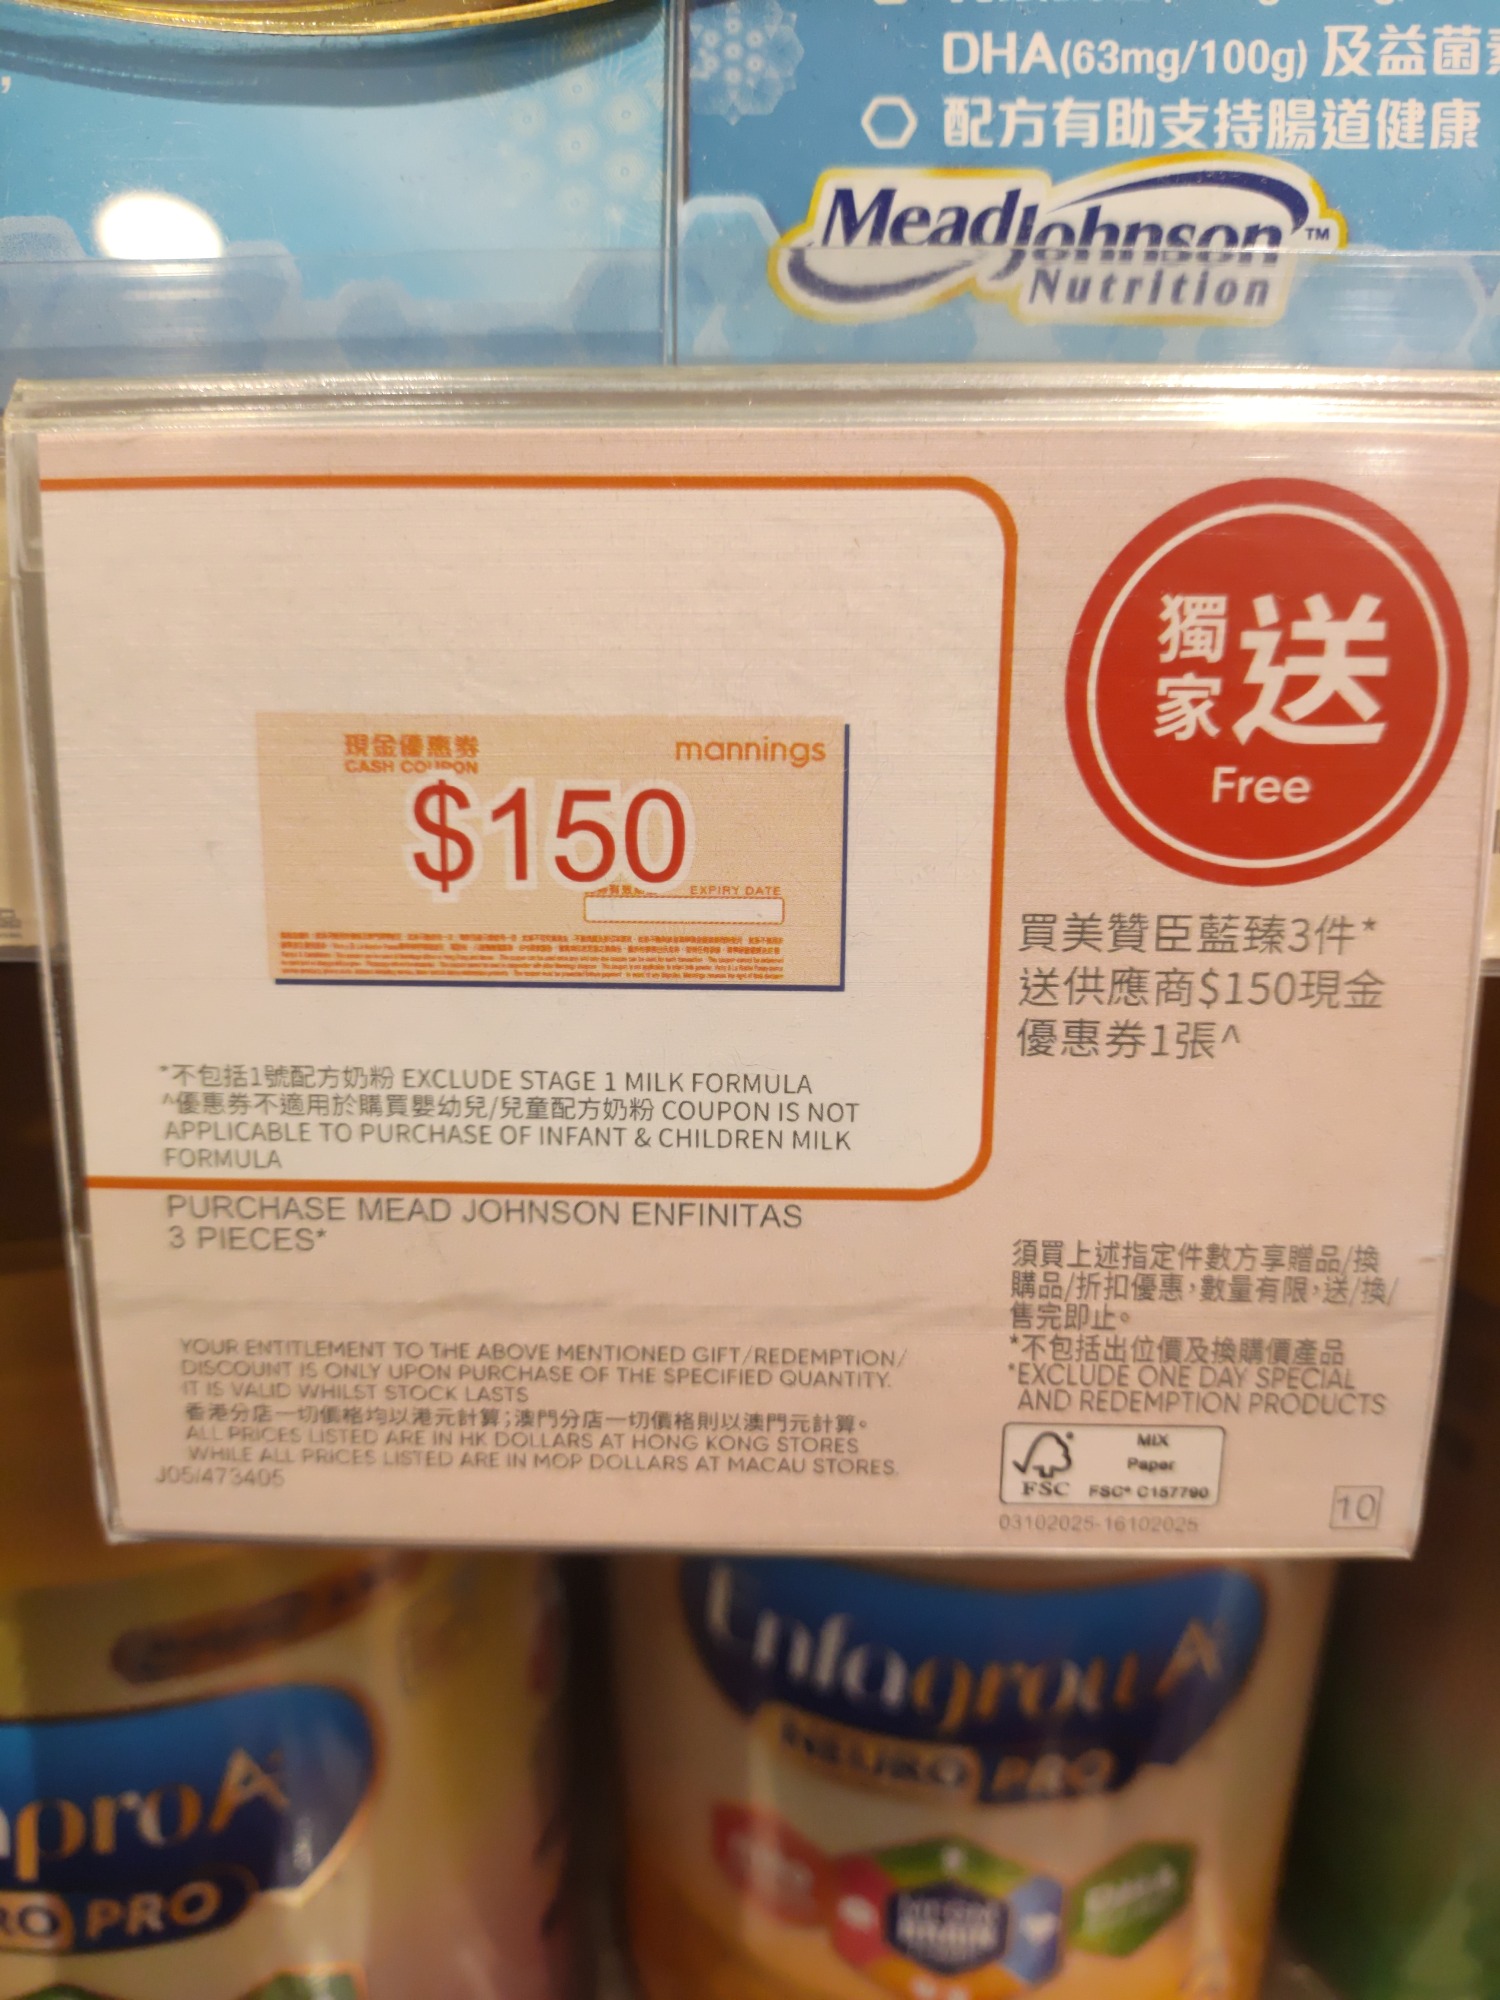 DHA(63mg/100g) 及益菌
配方有助支持腸道健康
MeadJohnson™
Nutrition
獨家送
Free
現金優惠券
CASH COUPON
mannings
$150
EXPIRY DATE
買美贊臣藍臻3件*
送供應商$150現金
優惠券1張^
*不包括1號配方奶粉 EXCLUDE STAGE 1 MILK FORMULA
^優惠券不適用於購買嬰幼兒/兒童配方奶粉 COUPON IS NOT
APPLICABLE TO PURCHASE OF INFANT & CHILDREN MILK
FORMULA
PURCHASE MEAD JOHNSON ENFINITAS
3 PIECES*
須買上述指定件數方享贈品/換
購品/折扣優惠,數量有限,送/換/
售完即止。
*不包括出位價及換購價產品
*EXCLUDE ONE DAY SPECIAL
AND REDEMPTION PRODUCTS
YOUR ENTITLEMENT TO THE ABOVE MENTIONED GIFT/REDEMPTION/
DISCOUNT IS ONLY UPON PURCHASE OF THE SPECIFIED QUANTITY.
IT IS VALID WHILST STOCK LASTS
香港分店一切價格均以港元計算;澳門分店一切價格則以澳門元計算。
ALL PRICES LISTED ARE IN HK DOLLARS AT HONG KONG STORES
WHILE ALL PRICES LISTED ARE IN MOP DOLLARS AT MACAU STORES.
J05/473405
MIX
Paper
FSC FSC® C157790
03102025-16102025
10
Enfagrow A+
NEURO PRO
proA+
RO PRO